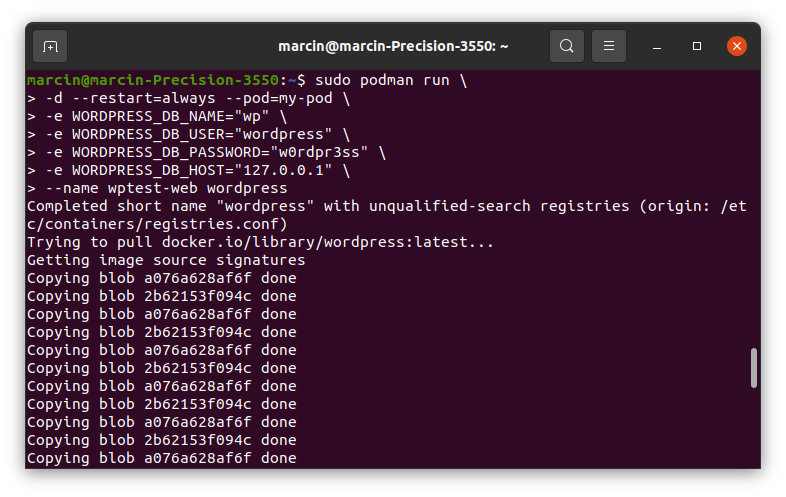 marcin@marcin-Precision-3550: ~
marcin@marcin-Precision-3550:~$ sudo podman run \
> -d --restart=always --pod=my-pod \
> -e WORDPRESS_DB_NAME="wp" \
> -e WORDPRESS_DB_USER="wordpress" \
> -e WORDPRESS_DB_PASSWORD="w0rdpr3ss" \
> -e WORDPRESS_DB_HOST="127.0.0.1" \
> --name wptest-web wordpress
Completed short name "wordpress" with unqualified-search registries (origin: /et
c/containers/registries.conf)
Trying to pull docker.io/library/wordpress:latest...
Getting image source signatures
Copying blob a076a628af6f done
Copying blob 2b62153f094c done
Copying blob a076a628af6f done
Copying blob 2b62153f094c done
Copying blob a076a628af6f done
Copying blob 2b62153f094c done
Copying blob a076a628af6f done
Copying blob 2b62153f094c done
Copying blob a076a628af6f done
Copying blob 2b62153f094c done
Copying blob a076a628af6f done